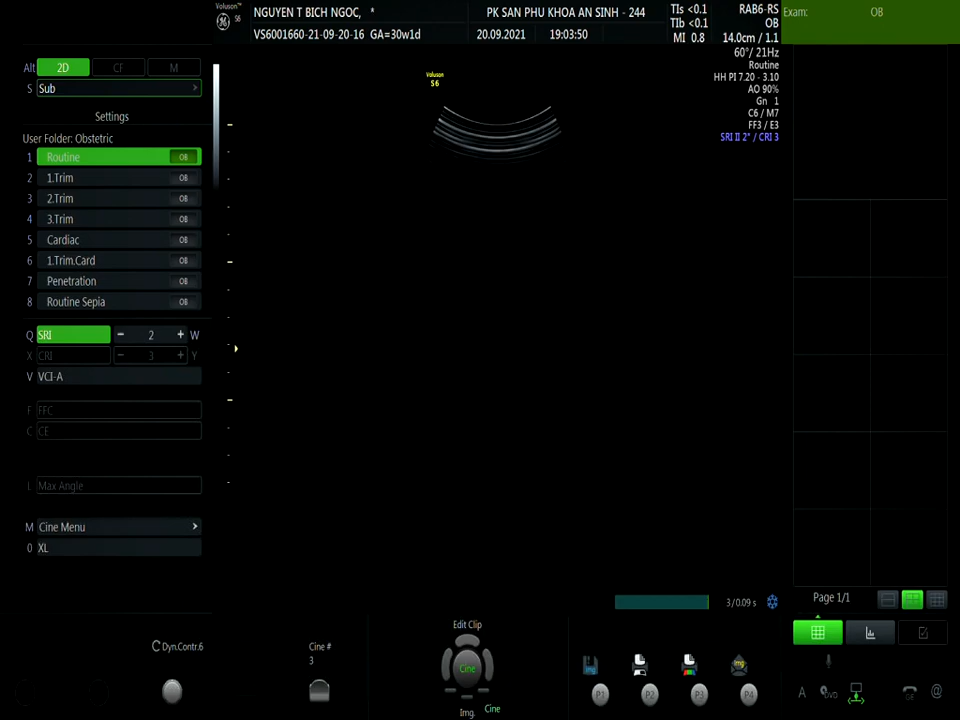 Voluson™
S6
NGUYEN T BICH NGOC, *
PK SAN PHU KHOA AN SINH - 244
TIs <0.1
TIb <0.1
MI 0.8
RAB6-RS
OB
14.0cm / 1.1
VS6001660-21-09-20-16 GA=30w1d
20.09.2021
19:03:50
Exam: OB
60°/ 21Hz
Routine
HH PI 7.20 - 3.10
AO 90%
Gn 1
C6 / M7
FF3 / E3
SRI II 2° / CRI 3
Voluson
S6
Alt 2D CF M
S Sub >
Settings
User Folder: Obstetric
1 Routine OB
2 1.Trim OB
3 2.Trim OB
4 3.Trim OB
5 Cardiac OB
6 1.Trim.Card OB
7 Penetration OB
8 Routine Sepia OB
Q SRI - 2 + W
X CRI - 3 + Y
V VCI-A
F FFC
C CE
L Max Angle
M Cine Menu >
0 XL
3/0.09 s
Page 1/1
C Dyn.Contr.6
Cine #
3
Edit Clip
Cine
Img. Cine
Img
P1 P2 P3 P4
A DVD @